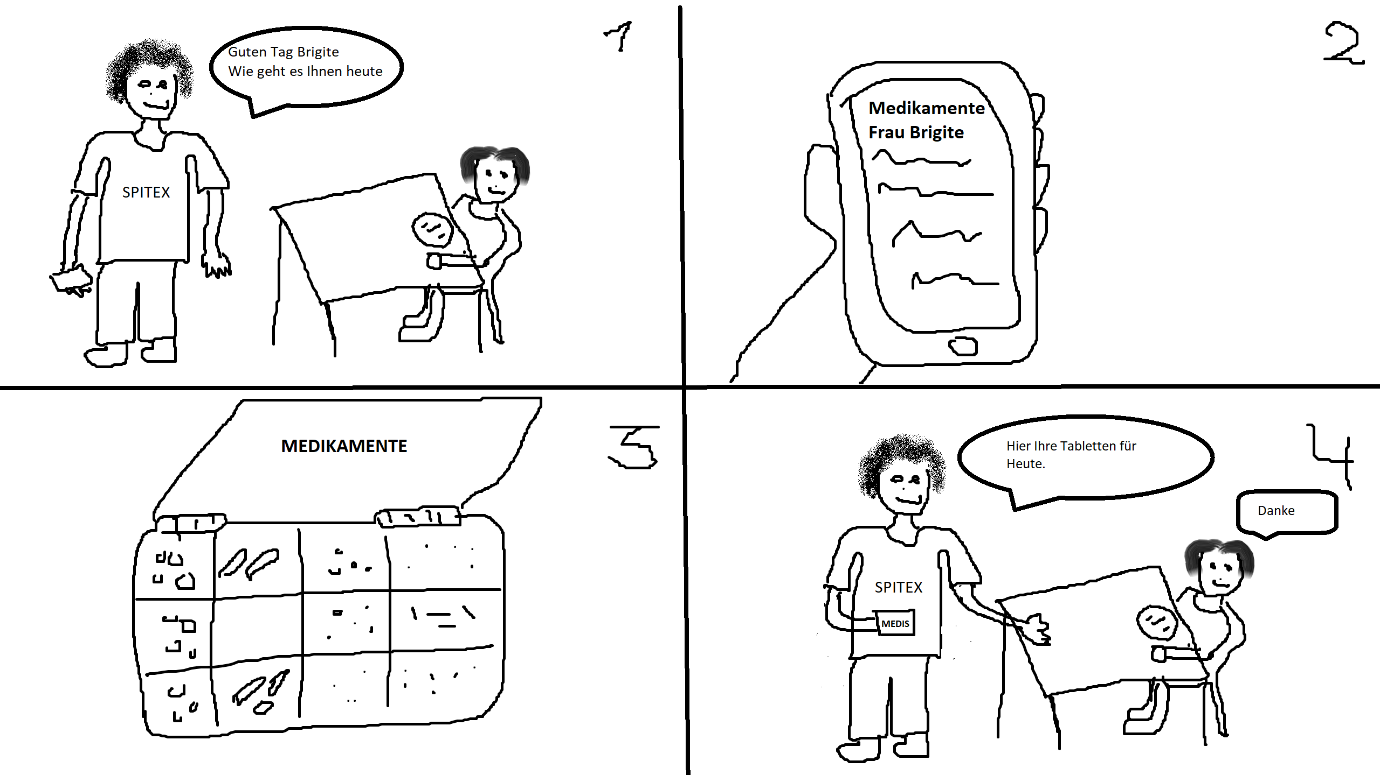 1
Guten Tag Brigite
Wie geht es Ihnen heute
SPITEX
2
Medikamente
Frau Brigite
3
MEDIKAMENTE
4
Hier Ihre Tabletten für
Heute.
Danke
SPITEX
MEDIS